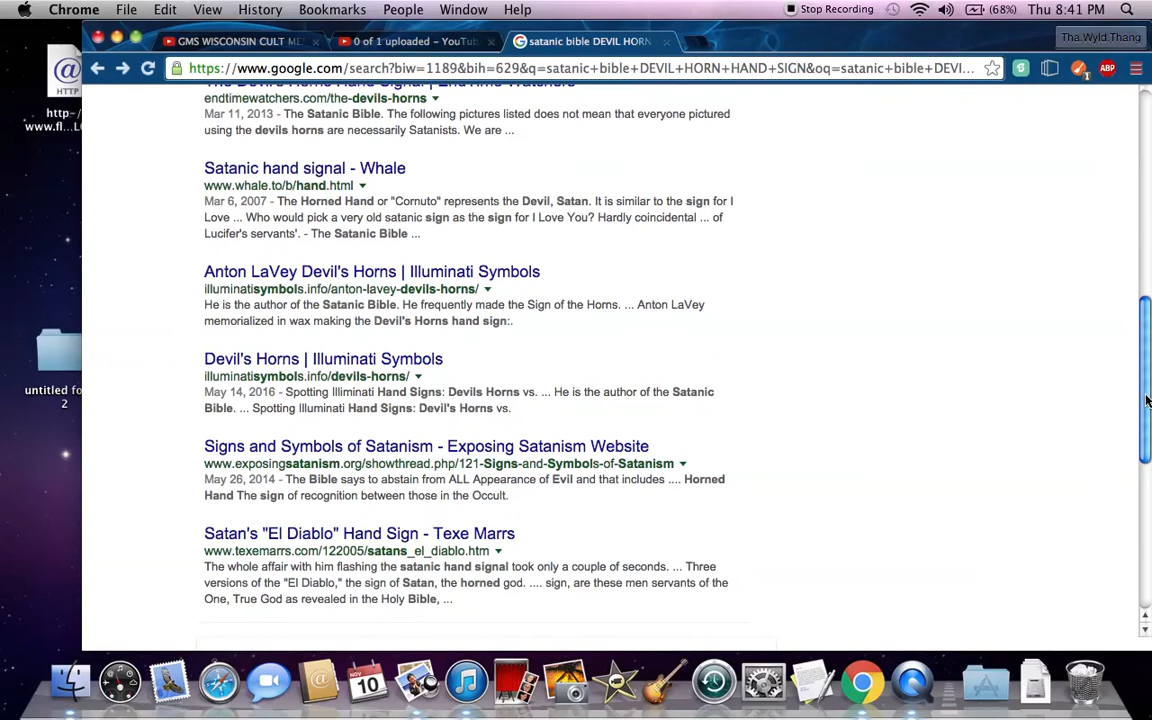 Chrome File Edit View History Bookmarks People Window Help Stop Recording (68%) Thu 8:41 PM
GMS WISCONSIN CULT ME 0 of 1 uploaded - YouTu satanic bible DEVIL HORN Tha.Wyld.Thang
https://www.google.com/search?biw=1189&bih=629&q=satanic+bible+DEVIL+HORN+HAND+SIGN&oq=satanic+bible+DEVI... ABP
HTTP
http-
www.fl...L(
The Devil's Horns Hand Signal | EndTime Watchers
endtimewatchers.com/the-devils-horns
Mar 11, 2013 - The Satanic Bible. The following pictures listed does not mean that everyone pictured
using the devils horns are necessarily Satanists. We are ...
Satanic hand signal - Whale
www.whale.to/b/hand.html
Mar 6, 2007 - The Horned Hand or "Cornuto" represents the Devil, Satan. It is similar to the sign for I
Love ... Who would pick a very old satanic sign as the sign for I Love You? Hardly coincidental ... of
Lucifer's servants'. - The Satanic Bible ...
Anton LaVey Devil's Horns | Illuminati Symbols
illuminatisymbols.info/anton-lavey-devils-horns/
He is the author of the Satanic Bible. He frequently made the Sign of the Horns. ... Anton LaVey
memorialized in wax making the Devil's Horns hand sign:.
Devil's Horns | Illuminati Symbols
illuminatisymbols.info/devils-horns/
May 14, 2016 - Spotting Illiminati Hand Signs: Devils Horns vs. ... He is the author of the Satanic
Bible. ... Spotting Illuminati Hand Signs: Devil's Horns vs.
untitled fo
2
Signs and Symbols of Satanism - Exposing Satanism Website
www.exposingsatanism.org/showthread.php/121-Signs-and-Symbols-of-Satanism
May 26, 2014 - The Bible says to abstain from ALL Appearance of Evil and that includes .... Horned
Hand The sign of recognition between those in the Occult.
Satan's "El Diablo" Hand Sign - Texe Marrs
www.texemarrs.com/122005/satans_el_diablo.htm
The whole affair with him flashing the satanic hand signal took only a couple of seconds. ... Three
versions of the "El Diablo," the sign of Satan, the horned god. .... sign, are these men servants of the
One, True God as revealed in the Holy Bible, ...
NOV
10